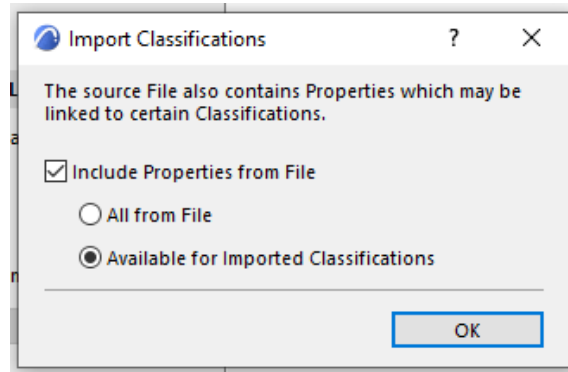 Import Classifications ?
The source File also contains Properties which may be
linked to certain Classifications.
Include Properties from File
All from File
Available for Imported Classifications
OK